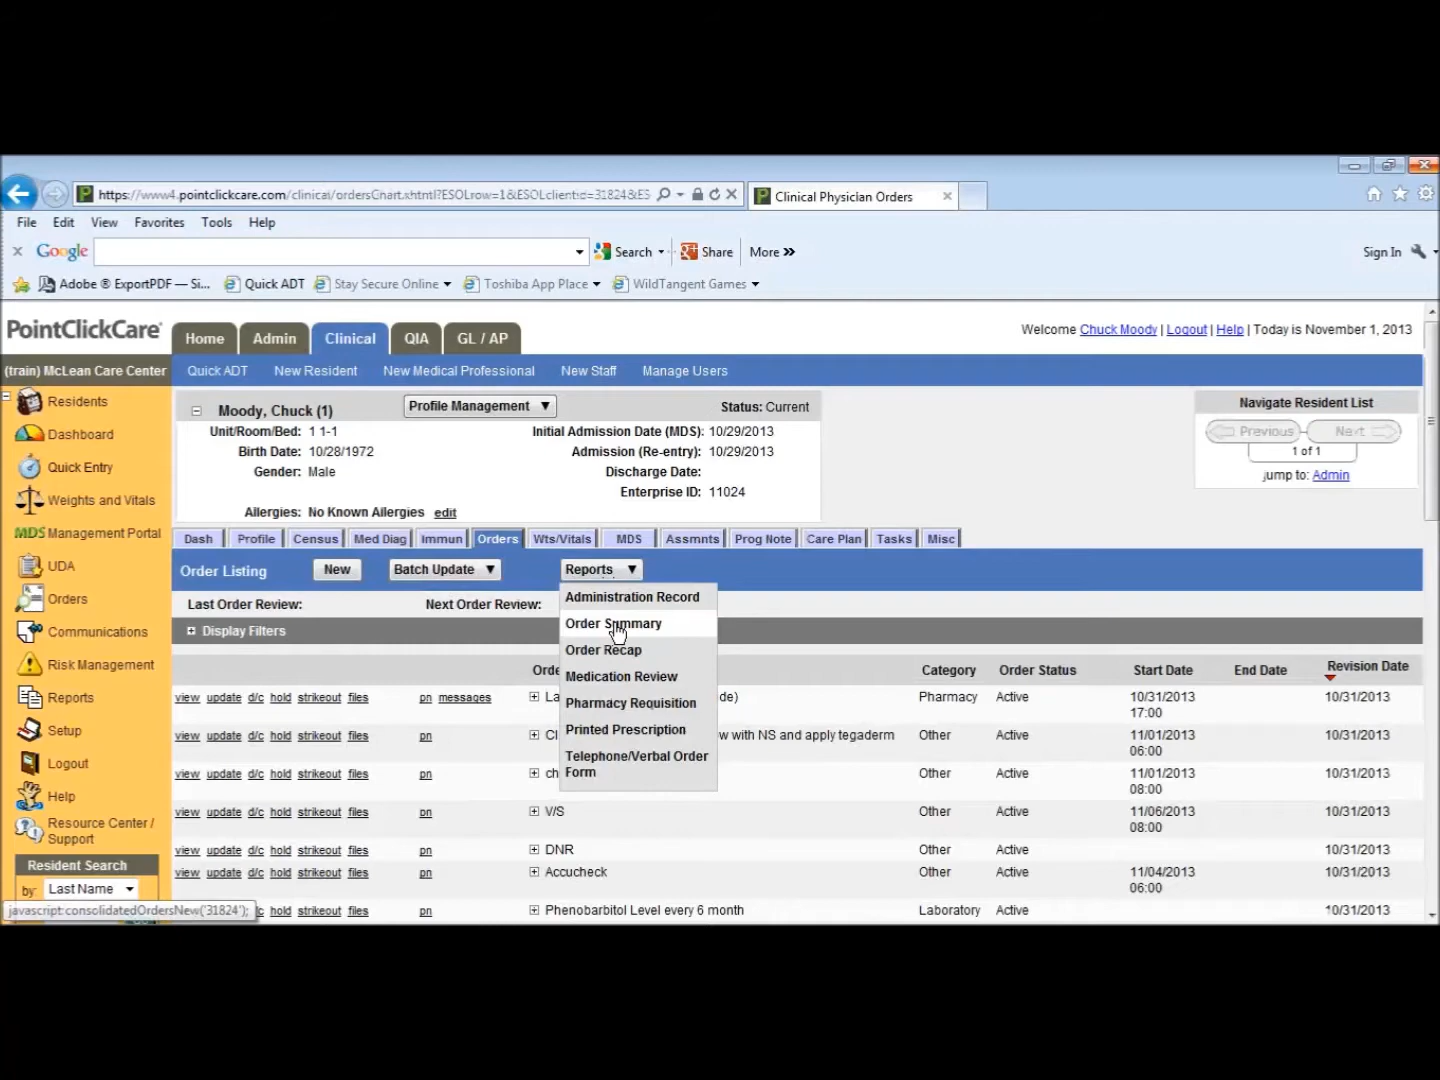 https://www4.pointclickcare.com/clinical/ordersChart.xhtml?ESOLrow=1&ESOLclientid=31824&ES
Clinical Physician Orders
File Edit View Favorites Tools Help
Google Search Share More » Sign In
Adobe ® ExportPDF — Si... Quick ADT Stay Secure Online Toshiba App Place WildTangent Games
PointClickCare Home Admin Clinical QIA GL / AP Welcome Chuck Moody | Logout | Help | Today is November 1, 2013
(train) McLean Care Center Quick ADT New Resident New Medical Professional New Staff Manage Users
Residents
Dashboard
Quick Entry
Weights and Vitals
MDS Management Portal
UDA
Orders
Communications
Risk Management
Reports
Setup
Logout
Help
Resource Center /
Support
Resident Search
by: Last Name
javascript:consolidatedOrdersNew('31824');
Moody, Chuck (1) Profile Management Status: Current
Unit/Room/Bed: 1 1-1 Initial Admission Date (MDS): 10/29/2013
Birth Date: 10/28/1972 Admission (Re-entry): 10/29/2013
Gender: Male Discharge Date:
Enterprise ID: 11024
Allergies: No Known Allergies edit
Navigate Resident List
Previous Next
1 of 1
jump to: Admin
Dash Profile Census Med Diag Immun Orders Wts/Vitals MDS Assmnts Prog Note Care Plan Tasks Misc
Order Listing New Batch Update Reports
Last Order Review: Next Order Review:
Display Filters
Administration Record
Order Summary
Order Recap
Medication Review
Pharmacy Requisition
Printed Prescription
Telephone/Verbal Order
Form
Orde Category Order Status Start Date End Date Revision Date
view update d/c hold strikeout files pn messages La de) Pharmacy Active 10/31/2013 10/31/2013
17:00
view update d/c hold strikeout files pn Cl w with NS and apply tegaderm Other Active 11/01/2013 10/31/2013
06:00
view update d/c hold strikeout files pn ch Other Active 11/01/2013 10/31/2013
08:00
view update d/c hold strikeout files pn V/S Other Active 11/06/2013 10/31/2013
08:00
view update d/c hold strikeout files pn DNR Other Active 10/31/2013
view update d/c hold strikeout files pn Accucheck Other Active 11/04/2013 10/31/2013
06:00
hold strikeout files pn Phenobarbitol Level every 6 month Laboratory Active 10/31/2013